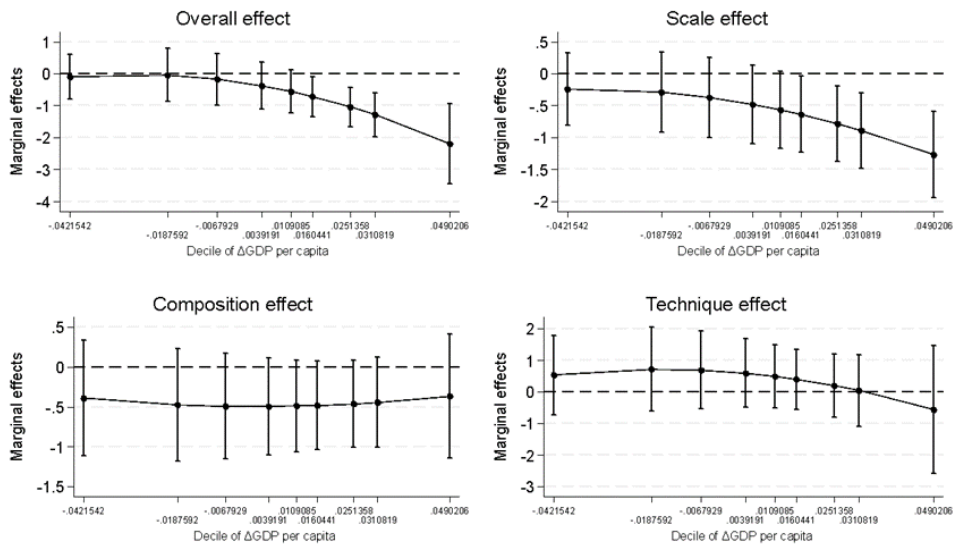 Overall effect
Marginal effects
1
0
-1
-2
-3
-4
-.0421542 -.0067929 .0109085 .0251358 .0490206
-.0187592 .0039191 .0160441 .0310819
Decile of ΔGDP per capita
Scale effect
Marginal effects
.5
0
-.5
-1
-1.5
-2
-.0421542 -.0067929 .0109085 .0251358 .0490206
-.0187592 .0039191 .0160441 .0310819
Decile of ΔGDP per capita
Composition effect
Marginal effects
.5
0
-.5
-1
-1.5
-.0421542 -.0067929 .0109085 .0251358 .0490206
-.0187592 .0039191 .0160441 .0310819
Decile of ΔGDP per capita
Technique effect
Marginal effects
2
1
0
-1
-2
-3
-.0421542 -.0067929 .0109085 .0251358 .0490206
-.0187592 .0039191 .0160441 .0310819
Decile of ΔGDP per capita